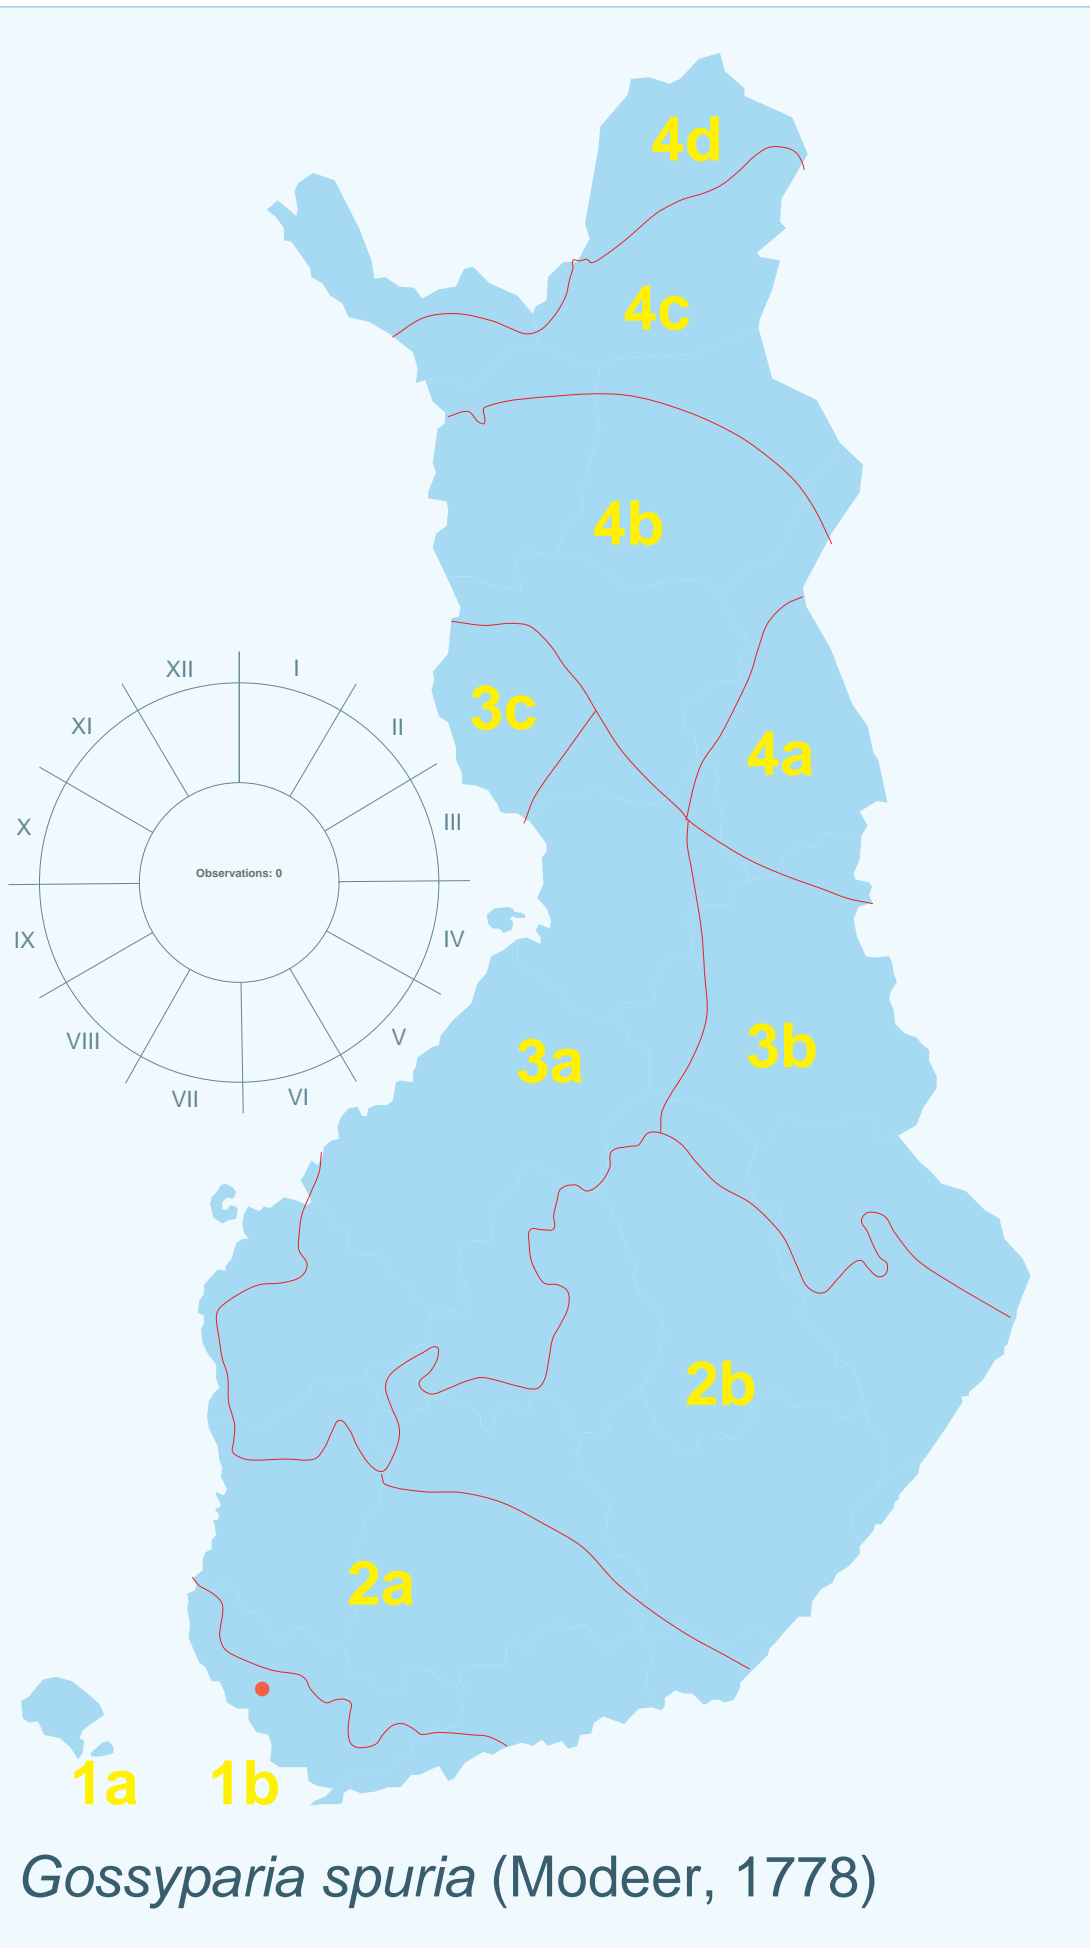 4d
4c
4b
XII
I
XI
II
3c
4a
X
III
Observations: 0
IX
IV
VIII
V
3a
3b
VII
VI
2b
2a
1a
1b
Gossyparia spuria (Modeer, 1778)